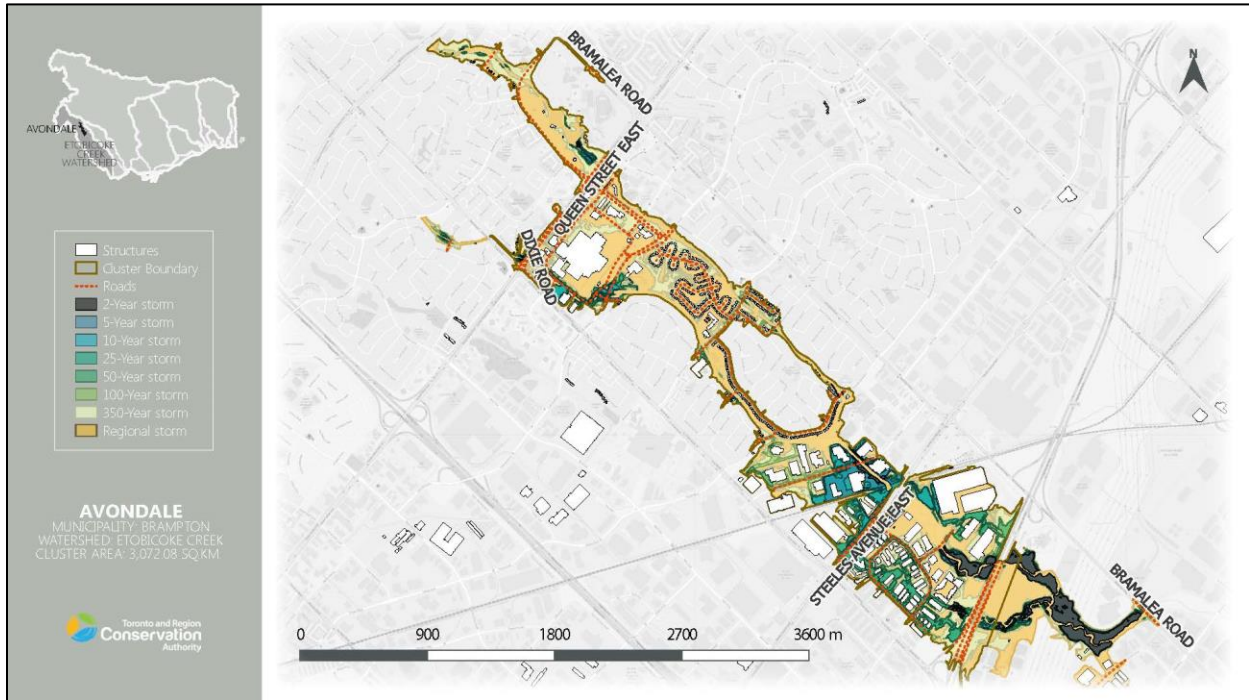 AVONDALE
ETOBICOKE
CREEK
WATERSHED
Structures
Cluster Boundary
Roads
2-Year storm
5-Year storm
10-Year storm
25-Year storm
50-Year storm
100-Year storm
350-Year storm
Regional storm
AVONDALE
MUNICIPALITY: BRAMPTON
WATERSHED: ETOBICOKE CREEK
CLUSTER AREA: 3,072.08 SQ.KM
Toronto and Region
Conservation
Authority
BRAMALEA ROAD
N
QUEEN STREET EAST
DIXIE ROAD
STEELES AVENUE EAST
BRAMALEA ROAD
0 900 1800 2700 3600 m